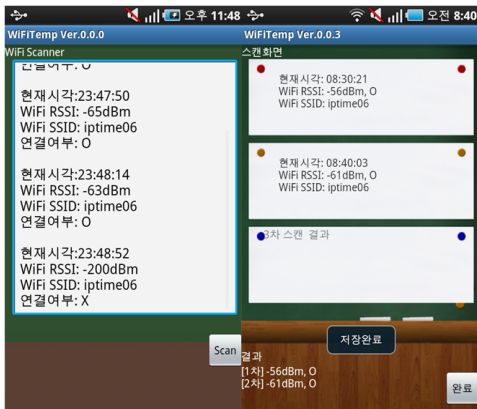 오후 11:48
WiFiTemp Ver.0.0.0
WiFi Scanner
연결여부: O
현재시각:23:47:50
WiFi RSSI: -65dBm
WiFi SSID: iptime06
연결여부: O
현재시각:23:48:14
WiFi RSSI: -63dBm
WiFi SSID: iptime06
연결여부: O
현재시각:23:48:52
WiFi RSSI: -200dBm
WiFi SSID: iptime06
연결여부: X
Scan
오전 8:40
WiFiTemp Ver.0.0.3
스캔화면
현재시각: 08:30:21
WiFi RSSI: -56dBm, O
WiFi SSID: iptime06
현재시각: 08:40:03
WiFi RSSI: -61dBm, O
WiFi SSID: iptime06
3차 스캔 결과
저장완료
결과
[1차] -56dBm, O
[2차] -61dBm, O
완료